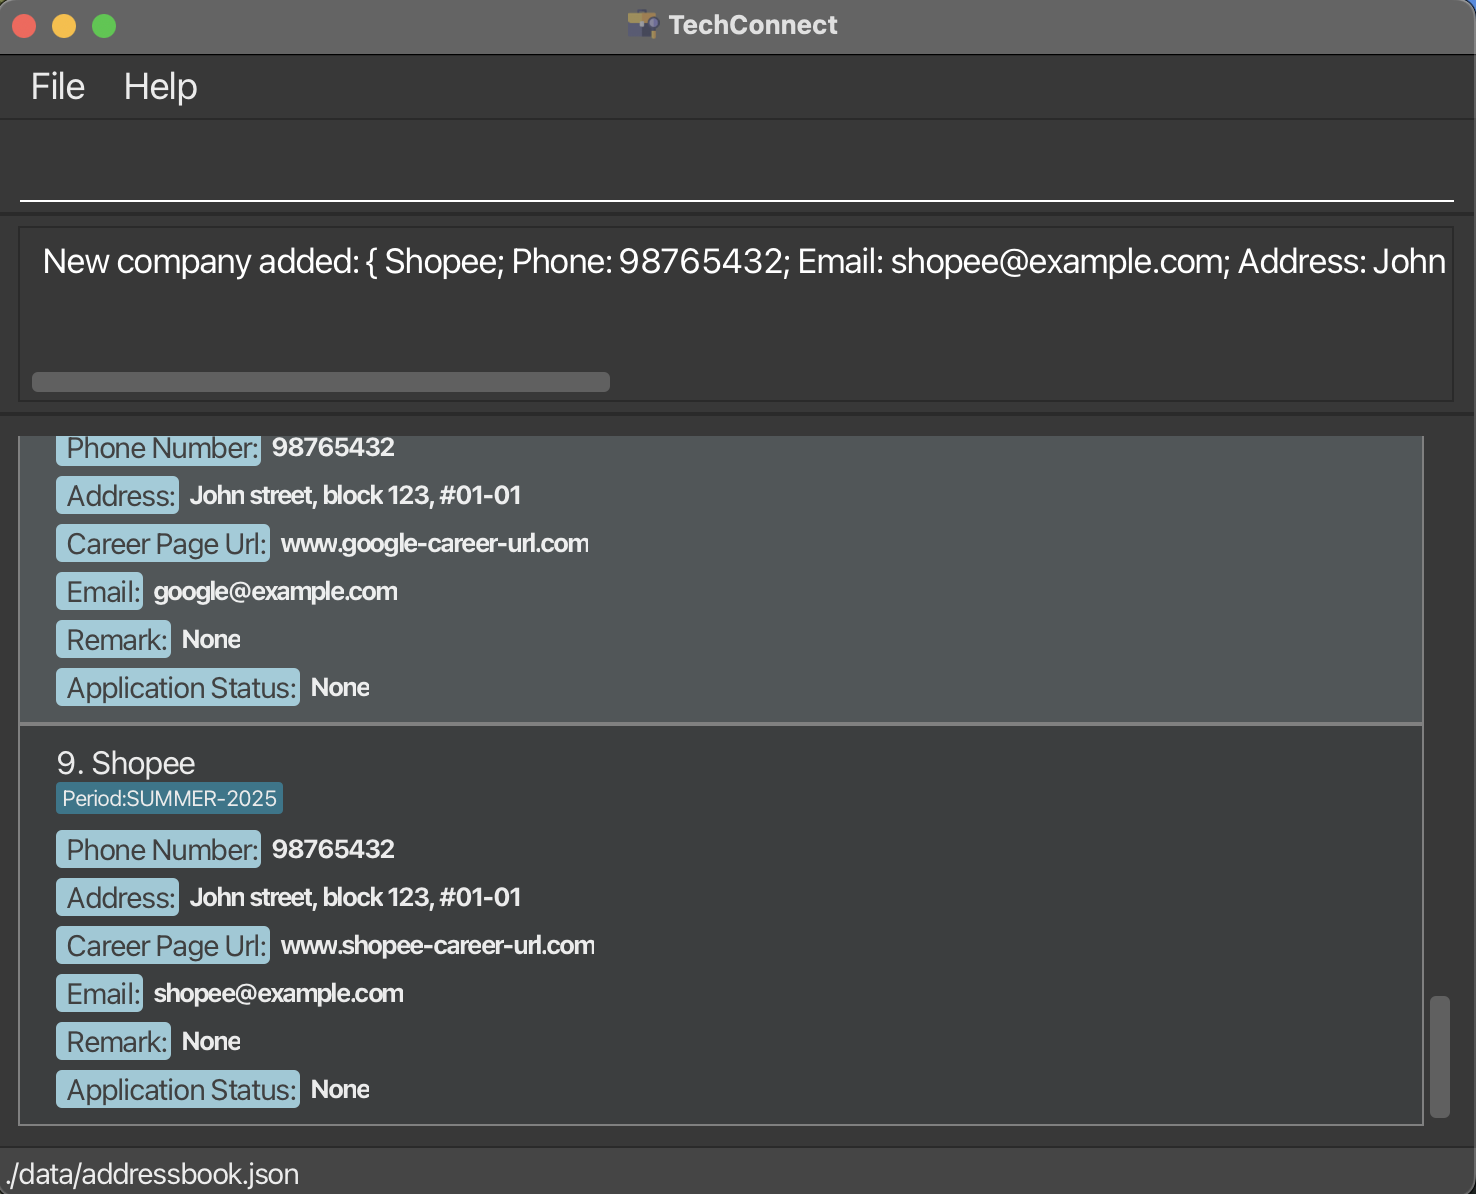 TechConnect
File Help
New company added: { Shopee; Phone: 98765432; Email: shopee@example.com; Address: John
Phone Number: 98765432
Address: John street, block 123, #01-01
Career Page Url: www.google-career-url.com
Email: google@example.com
Remark: None
Application Status: None
9. Shopee
Period:SUMMER-2025
Phone Number: 98765432
Address: John street, block 123, #01-01
Career Page Url: www.shopee-career-url.com
Email: shopee@example.com
Remark: None
Application Status: None
./data/addressbook.json